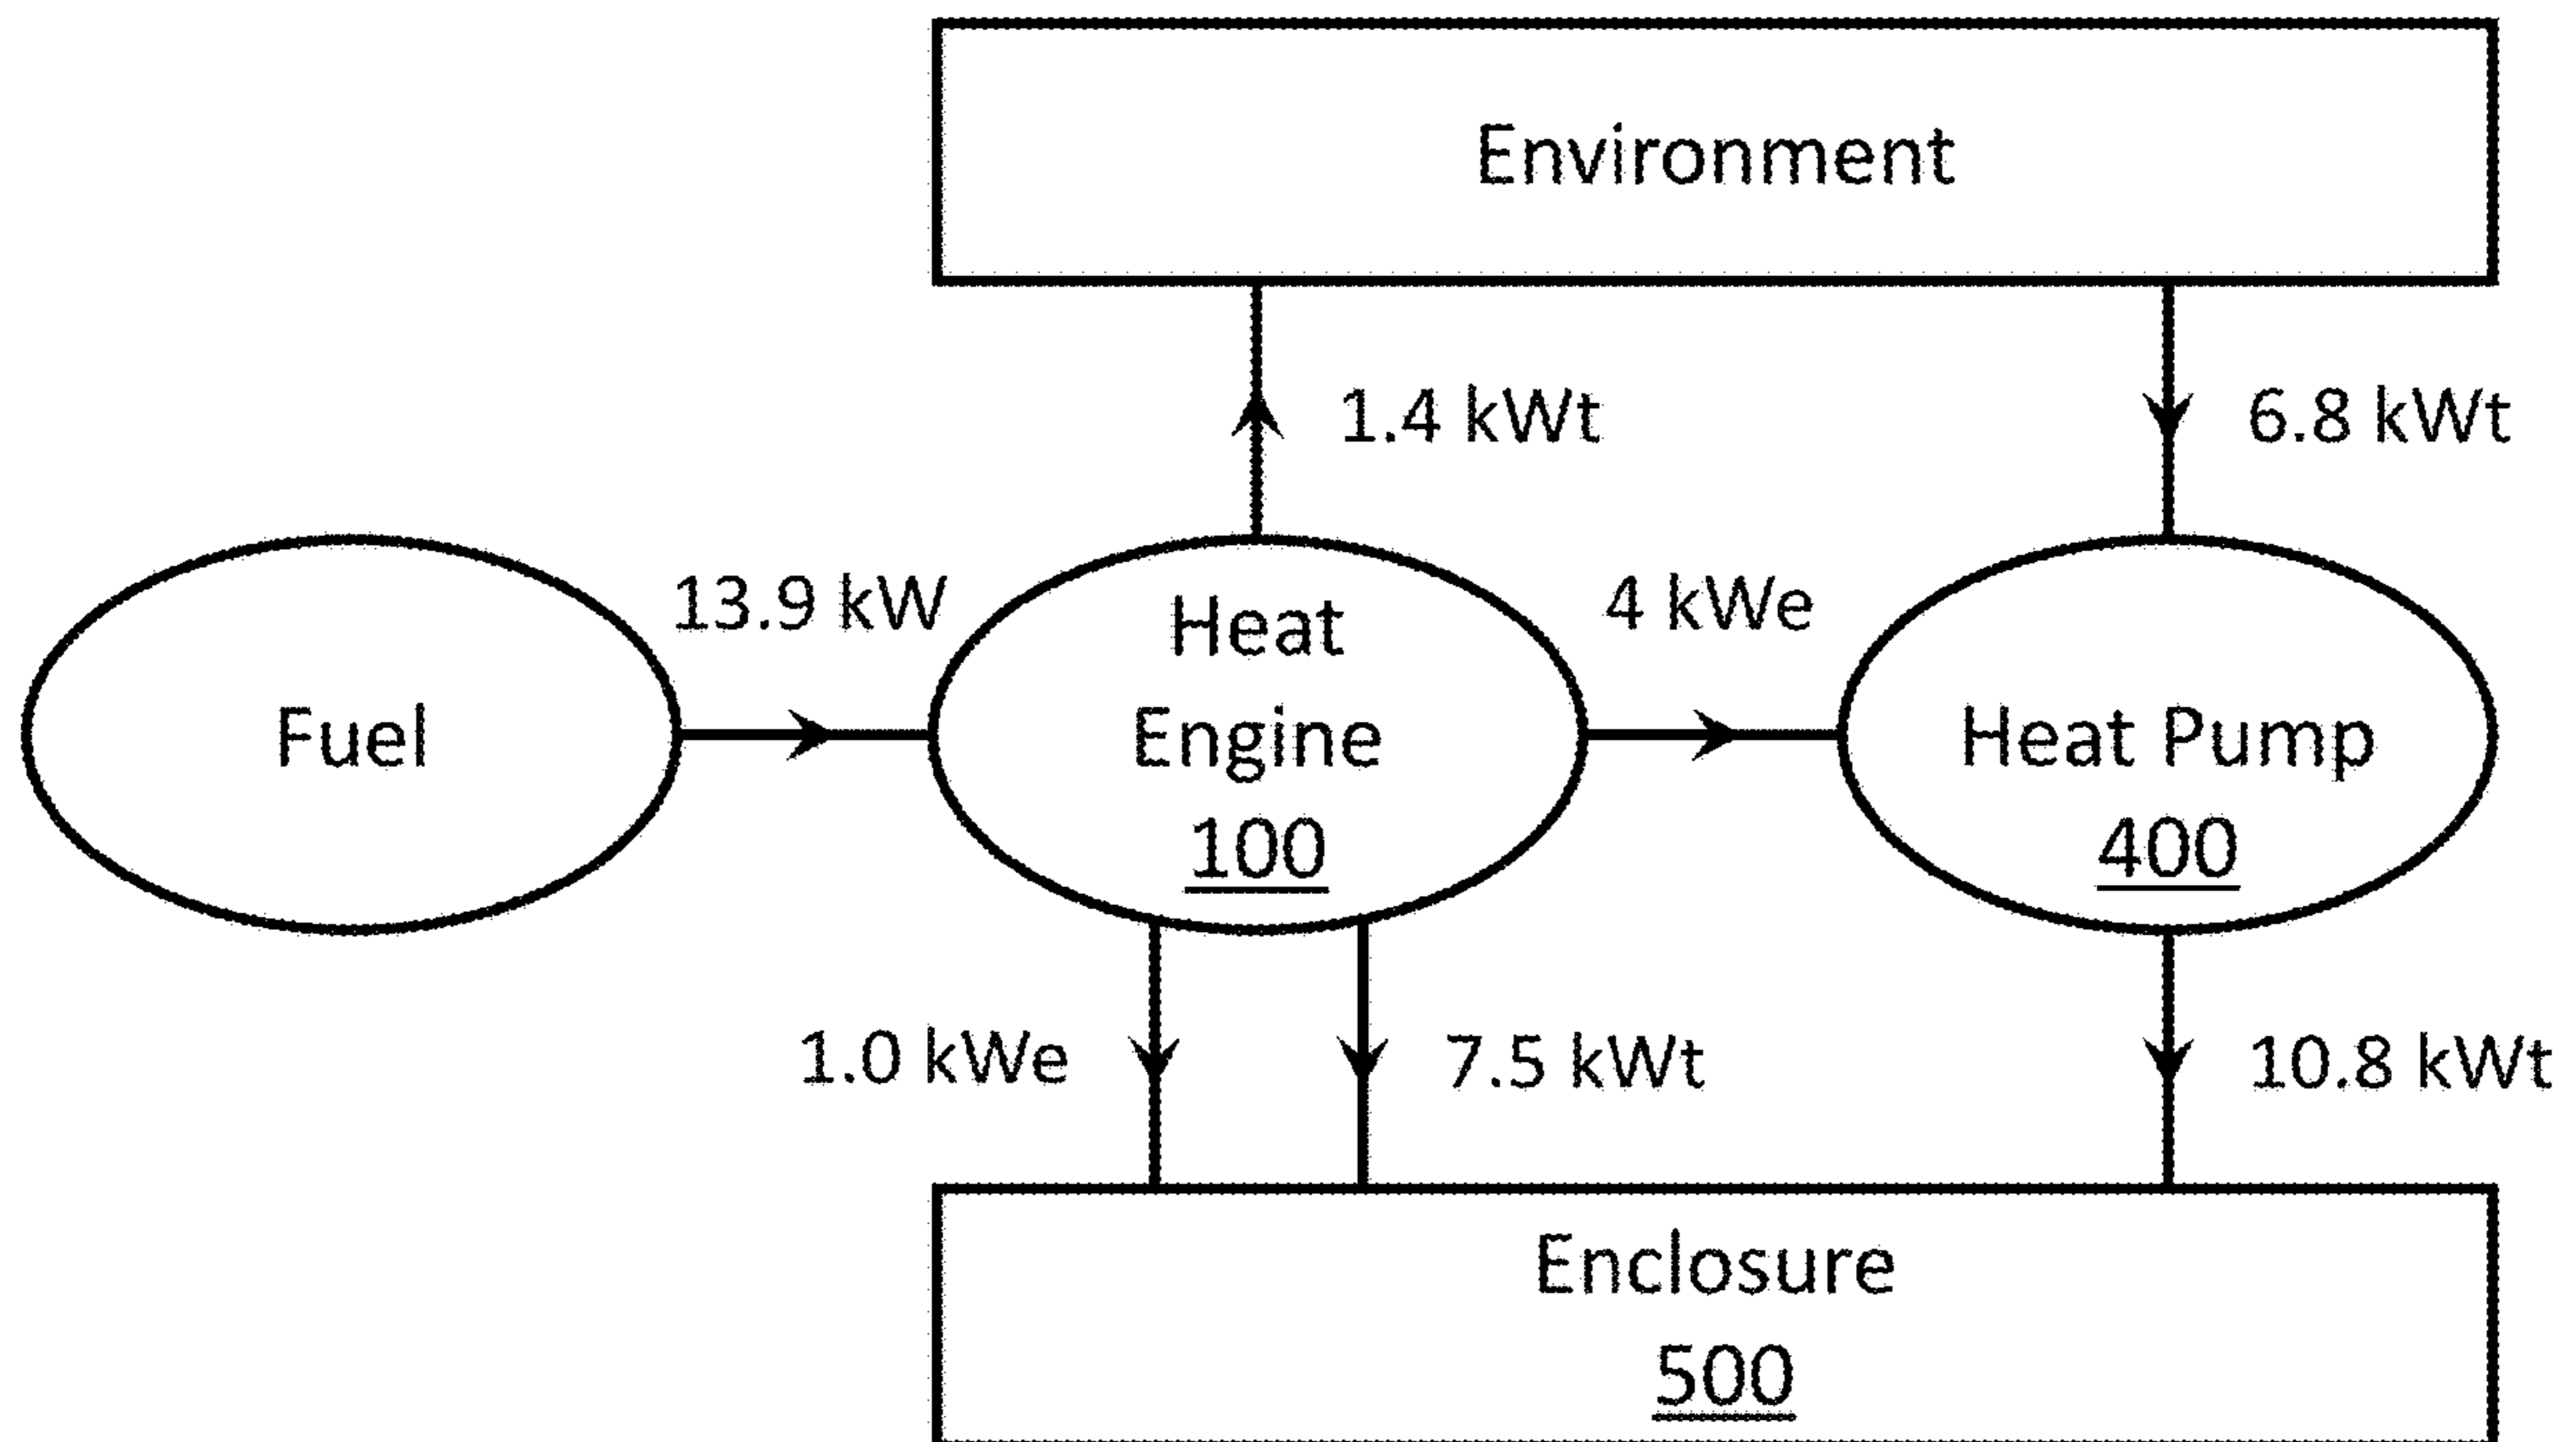 Environment
1.4 kWt
6.8 kWt
Fuel
13.9 kW
Heat
Engine
100
4 kWe
Heat Pump
400
1.0 kWe
7.5 kWt
10.8 kWt
Enclosure
500